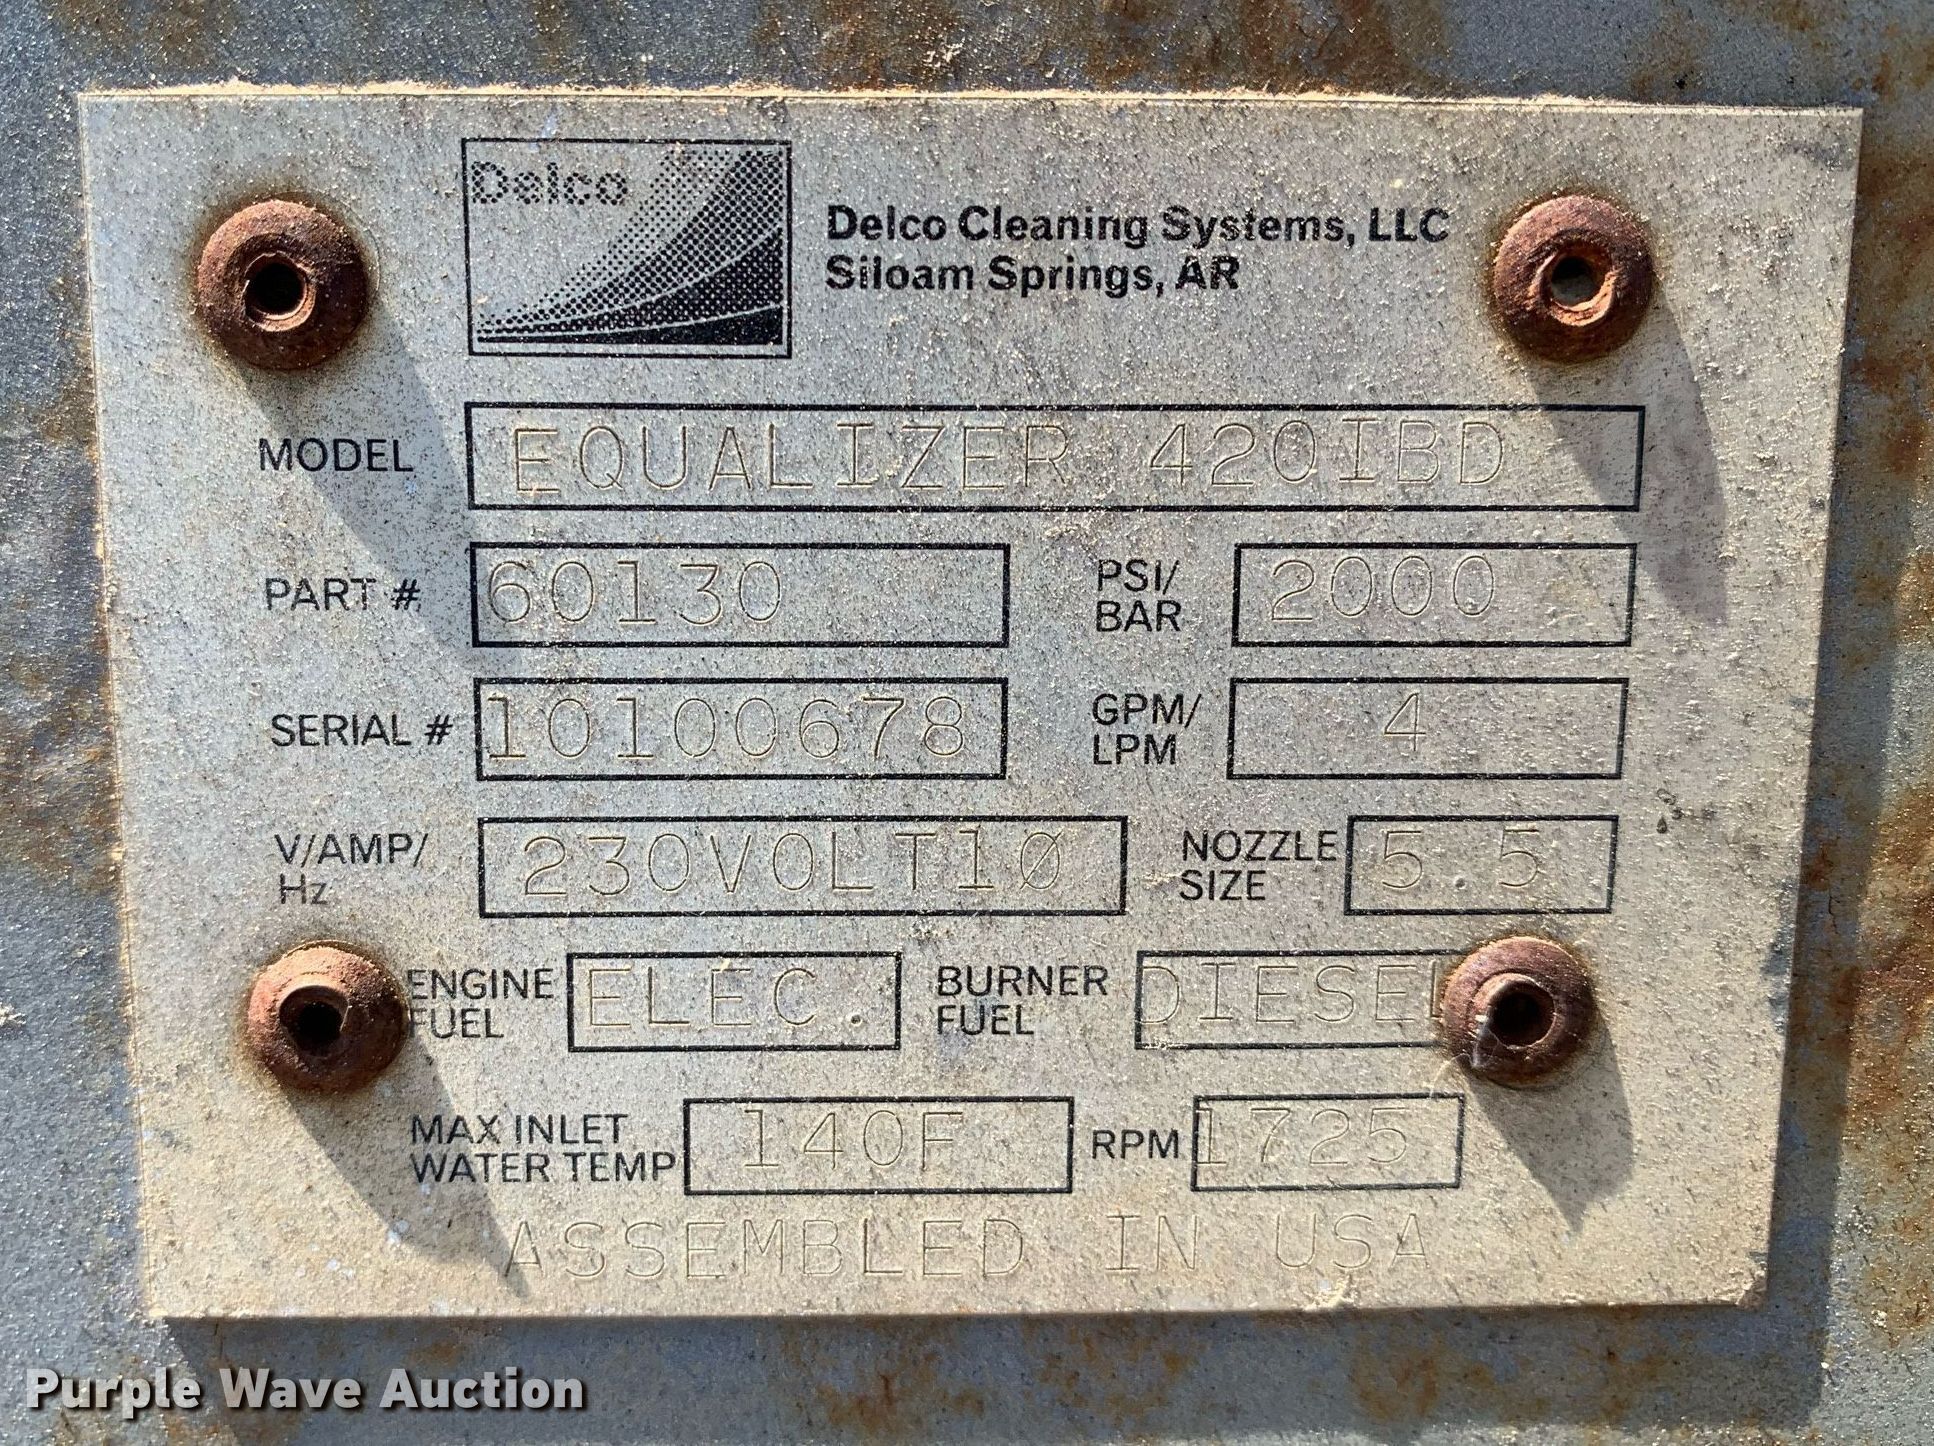 Delco
Delco Cleaning Systems, LLC
Siloam Springs, AR
MODEL EQUALIZER 420IBD
PART # 60130
PSI/
BAR 2000
SERIAL # 10100678
GPM/
LPM 4
V/AMP/
Hz 230VOLT1Ø
NOZZLE
SIZE 5.5
ENGINE
FUEL ELEC.
BURNER
FUEL DIESEL
MAX INLET
WATER TEMP 140F
RPM 1725
ASSEMBLED IN USA
Purple Wave Auction